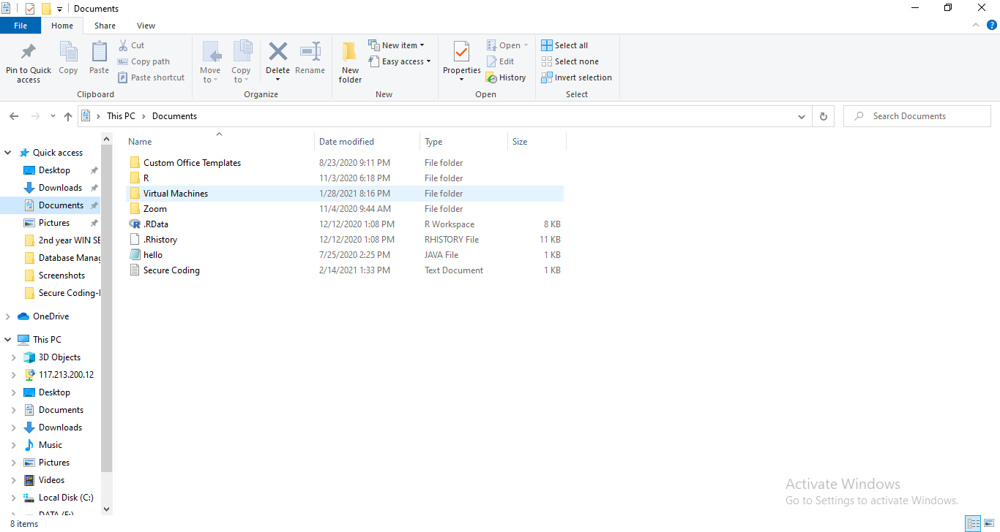 Documents
File Home Share View
Pin to Quick access
Copy
Paste
Cut
Copy path
Paste shortcut
Clipboard
Move to
Copy to
Delete
Rename
Organize
New folder
New item
Easy access
New
Properties
Open
Edit
History
Open
Select all
Select none
Invert selection
Select
This PC > Documents
Search Documents
Quick access
Desktop
Downloads
Documents
Pictures
2nd year WIN SE
Database Manag
Screenshots
Secure Coding-
OneDrive
This PC
3D Objects
117.213.200.12
Desktop
Documents
Downloads
Music
Pictures
Videos
Local Disk (C:)
Name Date modified Type Size
Custom Office Templates 8/23/2020 9:11 PM File folder
R 11/3/2020 6:18 PM File folder
Virtual Machines 1/28/2021 8:16 PM File folder
Zoom 11/4/2020 9:44 AM File folder
.RData 12/12/2020 1:08 PM R Workspace 8 KB
.Rhistory 12/12/2020 1:08 PM RHISTORY File 11 KB
hello 7/25/2020 2:25 PM JAVA File 1 KB
Secure Coding 2/14/2021 1:33 PM Text Document 1 KB
Activate Windows
Go to Settings to activate Windows.
8 items